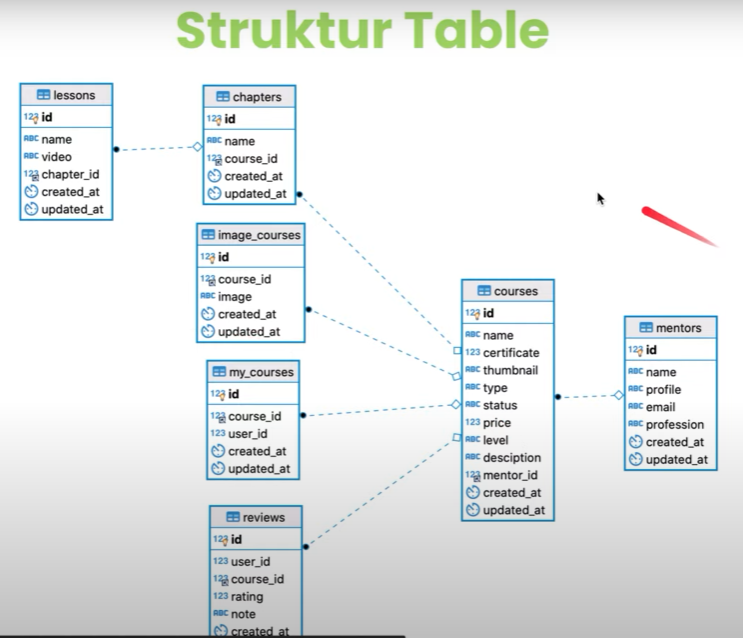 Struktur Table
lessons
123 id
ABC name
ABC video
123 chapter_id
created_at
updated_at
chapters
123 id
ABC name
123 course_id
created_at
updated_at
image_courses
123 id
123 course_id
ABC image
created_at
updated_at
my_courses
123 id
123 course_id
123 user_id
created_at
updated_at
reviews
123 id
123 user_id
123 course_id
123 rating
ABC note
created_at
courses
123 id
ABC name
123 certificate
ABC thumbnail
ABC type
ABC status
123 price
ABC level
ABC desciption
123 mentor_id
created_at
updated_at
mentors
123 id
ABC name
ABC profile
ABC email
ABC profession
created_at
updated_at